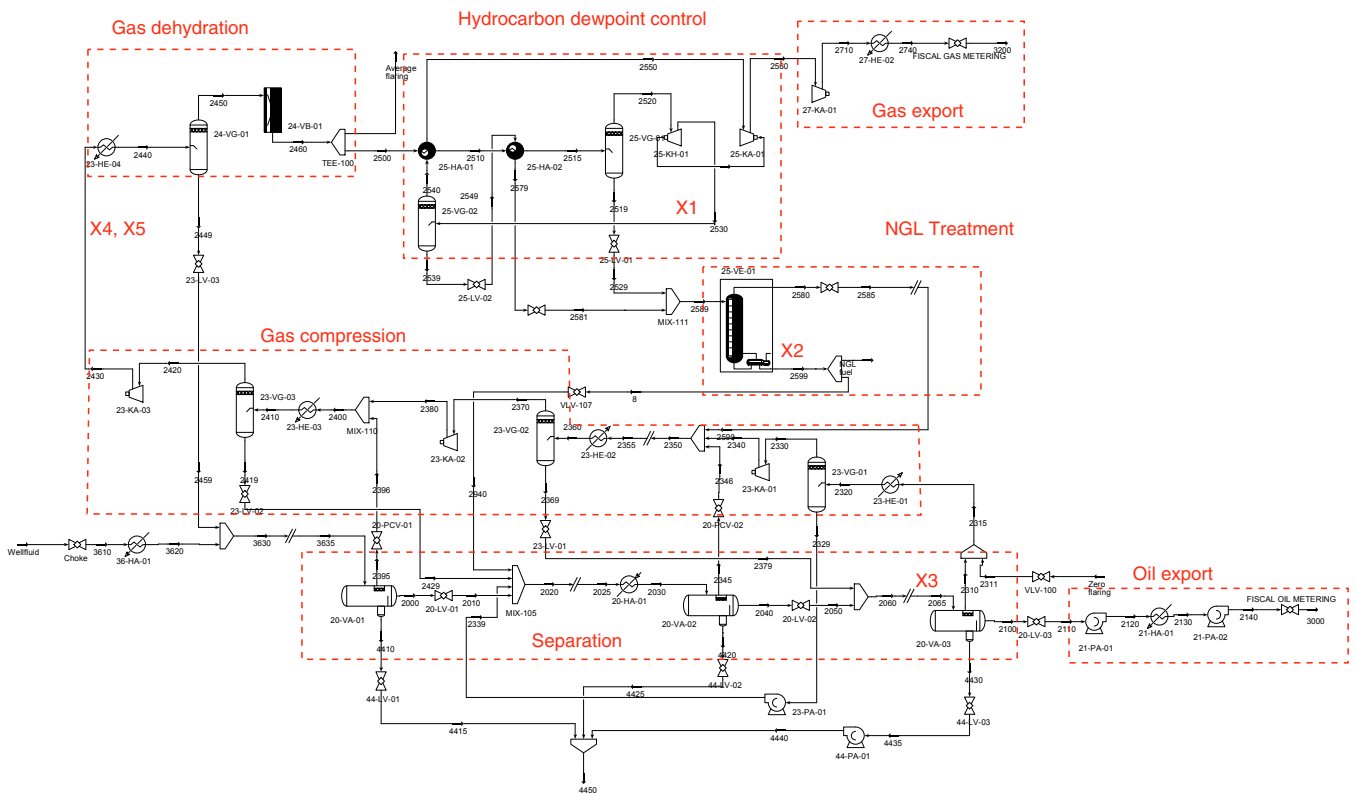 Hydrocarbon dewpoint control
Gas dehydration
2710
2740
FISCAL GAS METERING
3200
27-HE-02
2550
2560
Average
flaring
27-KA-01
Gas export
2450
24-VG-01
24-VB-01
2460
TEE-100
2500
23-HE-04
2440
2520
25-VG-01
25-KH-01
25-KA-01
25-HA-01
2510
25-HA-02
2515
2540
2549
2579
25-VG-02
2519
X1
2530
X4, X5
2449
23-LV-03
2539
25-LV-02
25-LV-01
2529
NGL Treatment
25-VE-01
2580
2585
2581
MIX-111
2589
X2
2599
NGL
fuel
Gas compression
2430
2420
23-KA-03
23-VG-03
2410
23-HE-03
2400
MIX-110
2380
23-KA-02
2370
VLV-107
8
23-VG-02
2360
23-HE-02
2355
2350
2599
2340
2330
23-KA-01
23-VG-01
2320
23-HE-01
2419
23-LV-02
2459
2396
20-PCV-01
2940
2369
23-LV-01
2346
20-PCV-02
2329
2315
Wellfluid
Choke
3610
36-HA-01
3620
3630
3635
2395
2429
2379
2345
X3
2310
2311
VLV-100
Zero
flaring
Oil export
20-VA-01
2000
20-LV-01
2010
MIX-105
2339
2020
2025
20-HA-01
2030
20-VA-02
2040
20-LV-02
2050
2060
2065
20-VA-03
2100
20-LV-03
2110
21-PA-01
2120
21-HA-01
2130
21-PA-02
2140
FISCAL OIL METERING
3000
Separation
4410
44-LV-01
4420
44-LV-02
4425
23-PA-01
4430
44-LV-03
4415
4440
44-PA-01
4435
4450